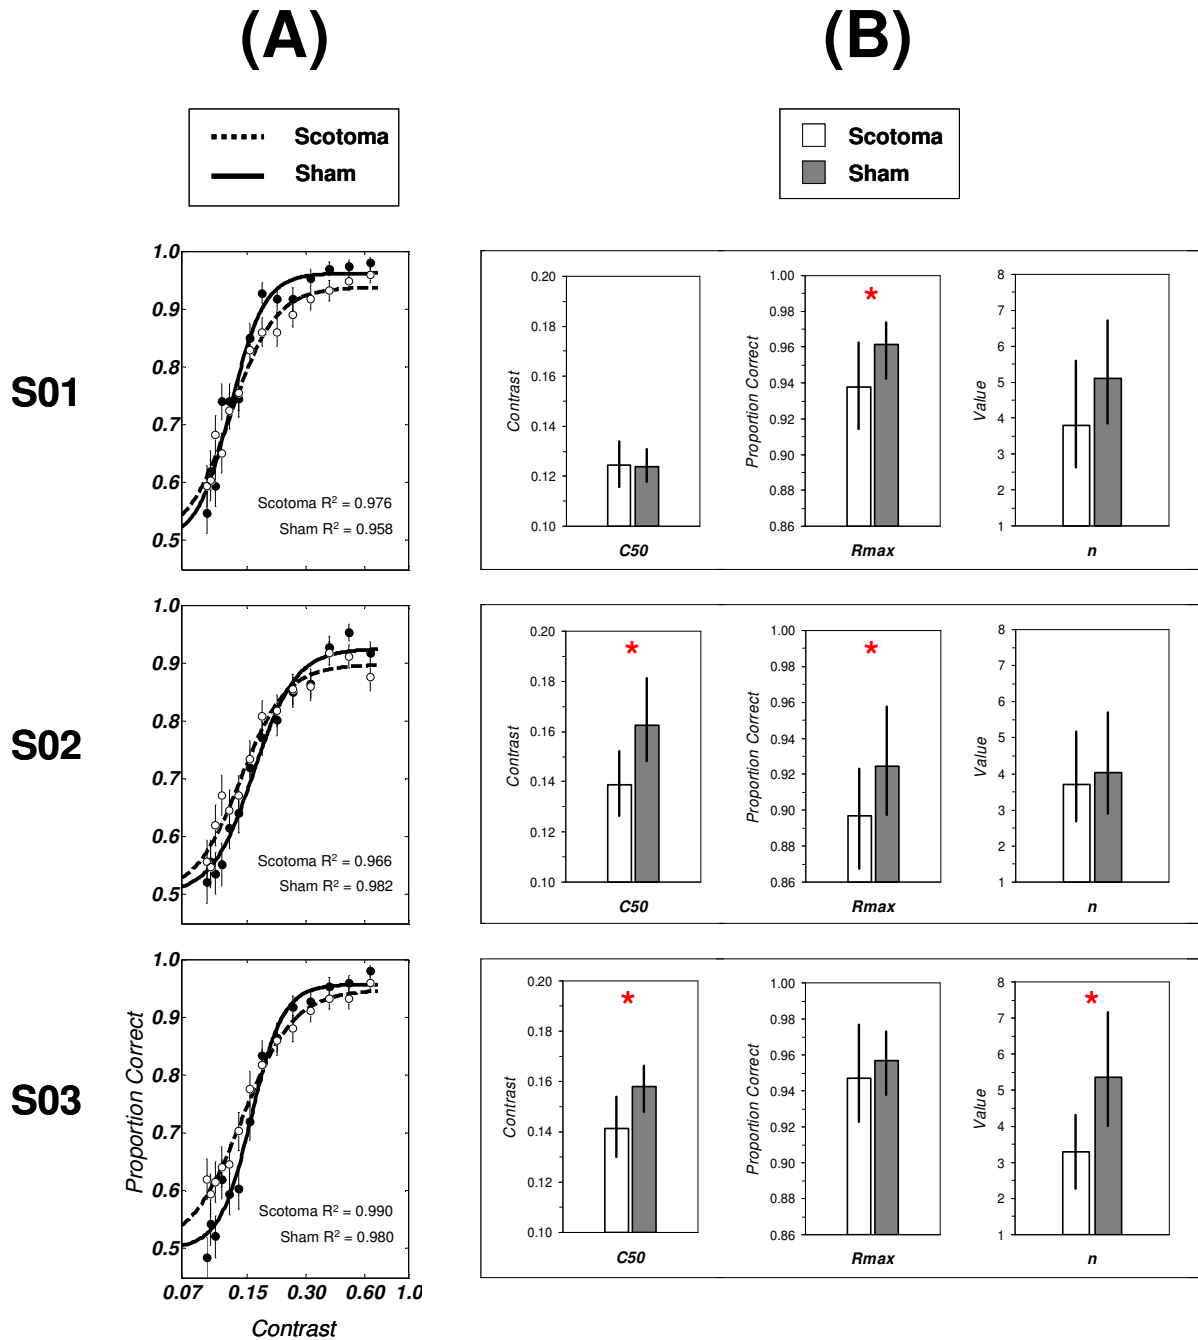 (A)
(B)
Scotoma
Sham
Scotoma
Sham
S01
1.0
0.9
0.8
0.7
0.6
0.5
Scotoma R² = 0.976
Sham R² = 0.958
Contrast
0.20
0.18
0.16
0.14
0.12
0.10
C50
Proportion Correct
1.00
0.98
0.96
0.94
0.92
0.90
0.88
0.86
*
Rmax
Value
8
7
6
5
4
3
2
1
n
S02
1.0
0.9
0.8
0.7
0.6
0.5
Scotoma R² = 0.966
Sham R² = 0.982
Contrast
0.20
0.18
0.16
0.14
0.12
0.10
*
C50
Proportion Correct
1.00
0.98
0.96
0.94
0.92
0.90
0.88
0.86
*
Rmax
Value
8
7
6
5
4
3
2
1
n
S03
Proportion Correct
1.0
0.9
0.8
0.7
0.6
0.5
Scotoma R² = 0.990
Sham R² = 0.980
0.07 0.15 0.30 0.60 1.0
Contrast
Contrast
0.20
0.18
0.16
0.14
0.12
0.10
*
C50
Proportion Correct
1.00
0.98
0.96
0.94
0.92
0.90
0.88
0.86
Rmax
Value
8
7
6
5
4
3
2
1
*
n